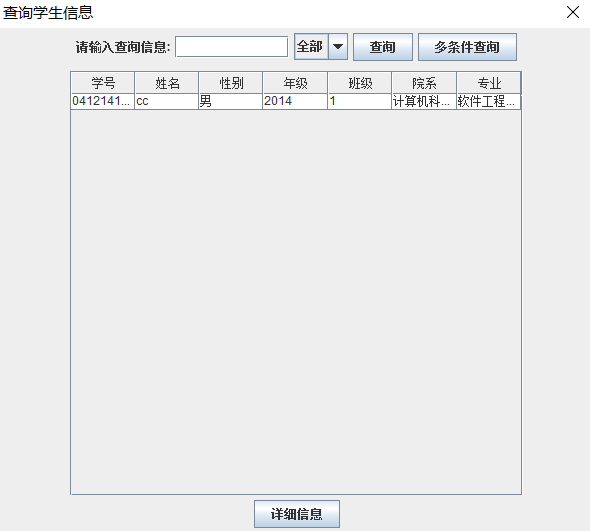 查询学生信息
请输入查询信息: 全部 查询 多条件查询
学号 姓名 性别 年级 班级 院系 专业
0412141... cc 男 2014 1 计算机科... 软件工程...
详细信息